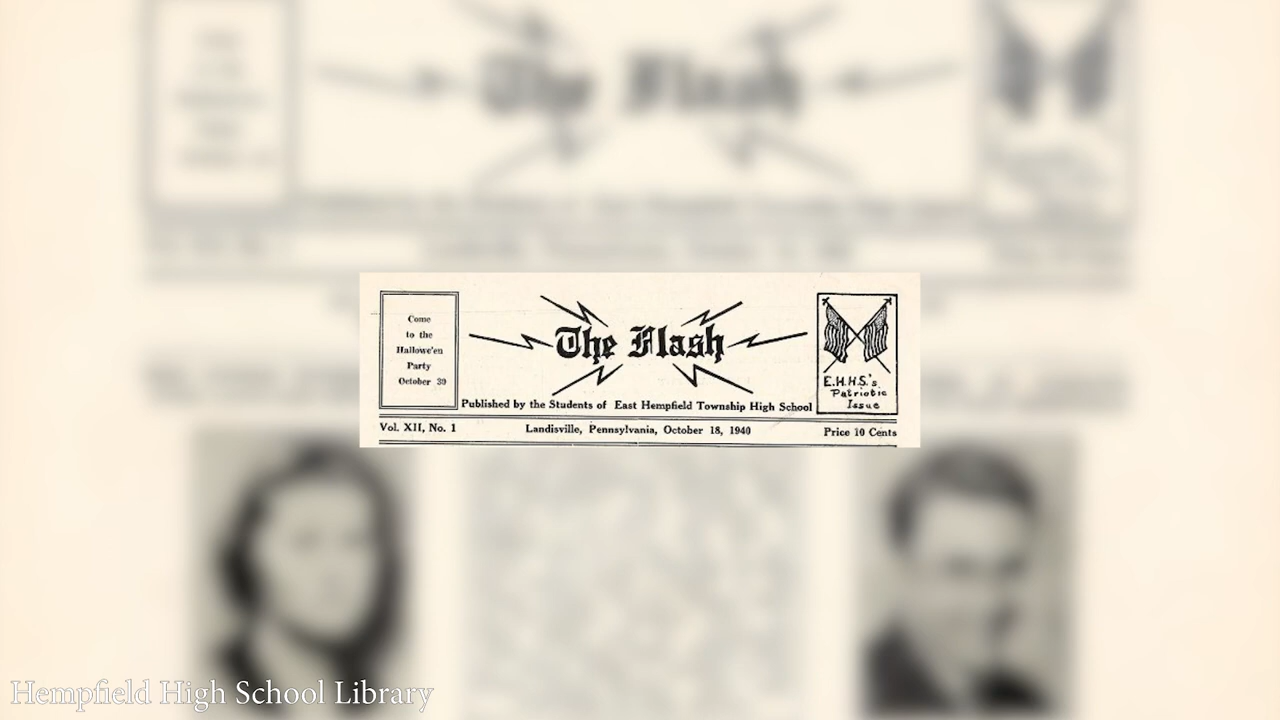 Come
to the
Hallowe'en
Party
October 30
The Flash
Published by the Students of East Hempfield Township High School
E.H.H.S.'s
Patriotic
Issue
Vol. XII, No. 1
Landisville, Pennsylvania, October 18, 1940
Price 10 Cents
Hempfield High School Library